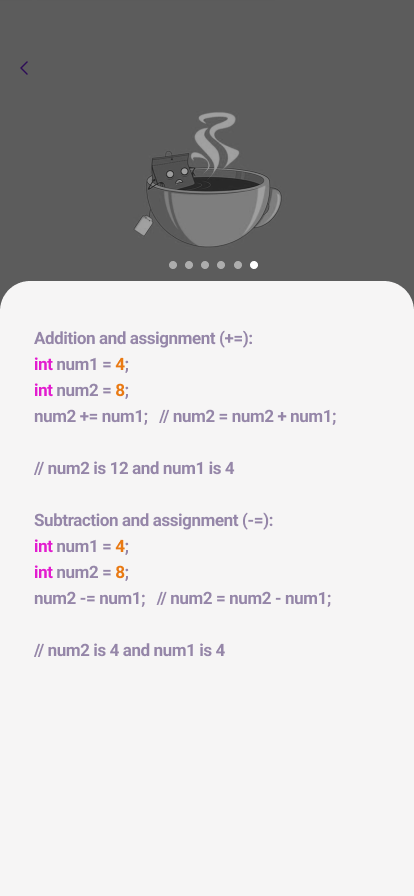 Addition and assignment (+=):
int num1 = 4;
int num2 = 8;
num2 += num1;   // num2 = num2 + num1;
// num2 is 12 and num1 is 4
Subtraction and assignment (-=):
int num1 = 4;
int num2 = 8;
num2 -= num1;   // num2 = num2 - num1;
// num2 is 4 and num1 is 4